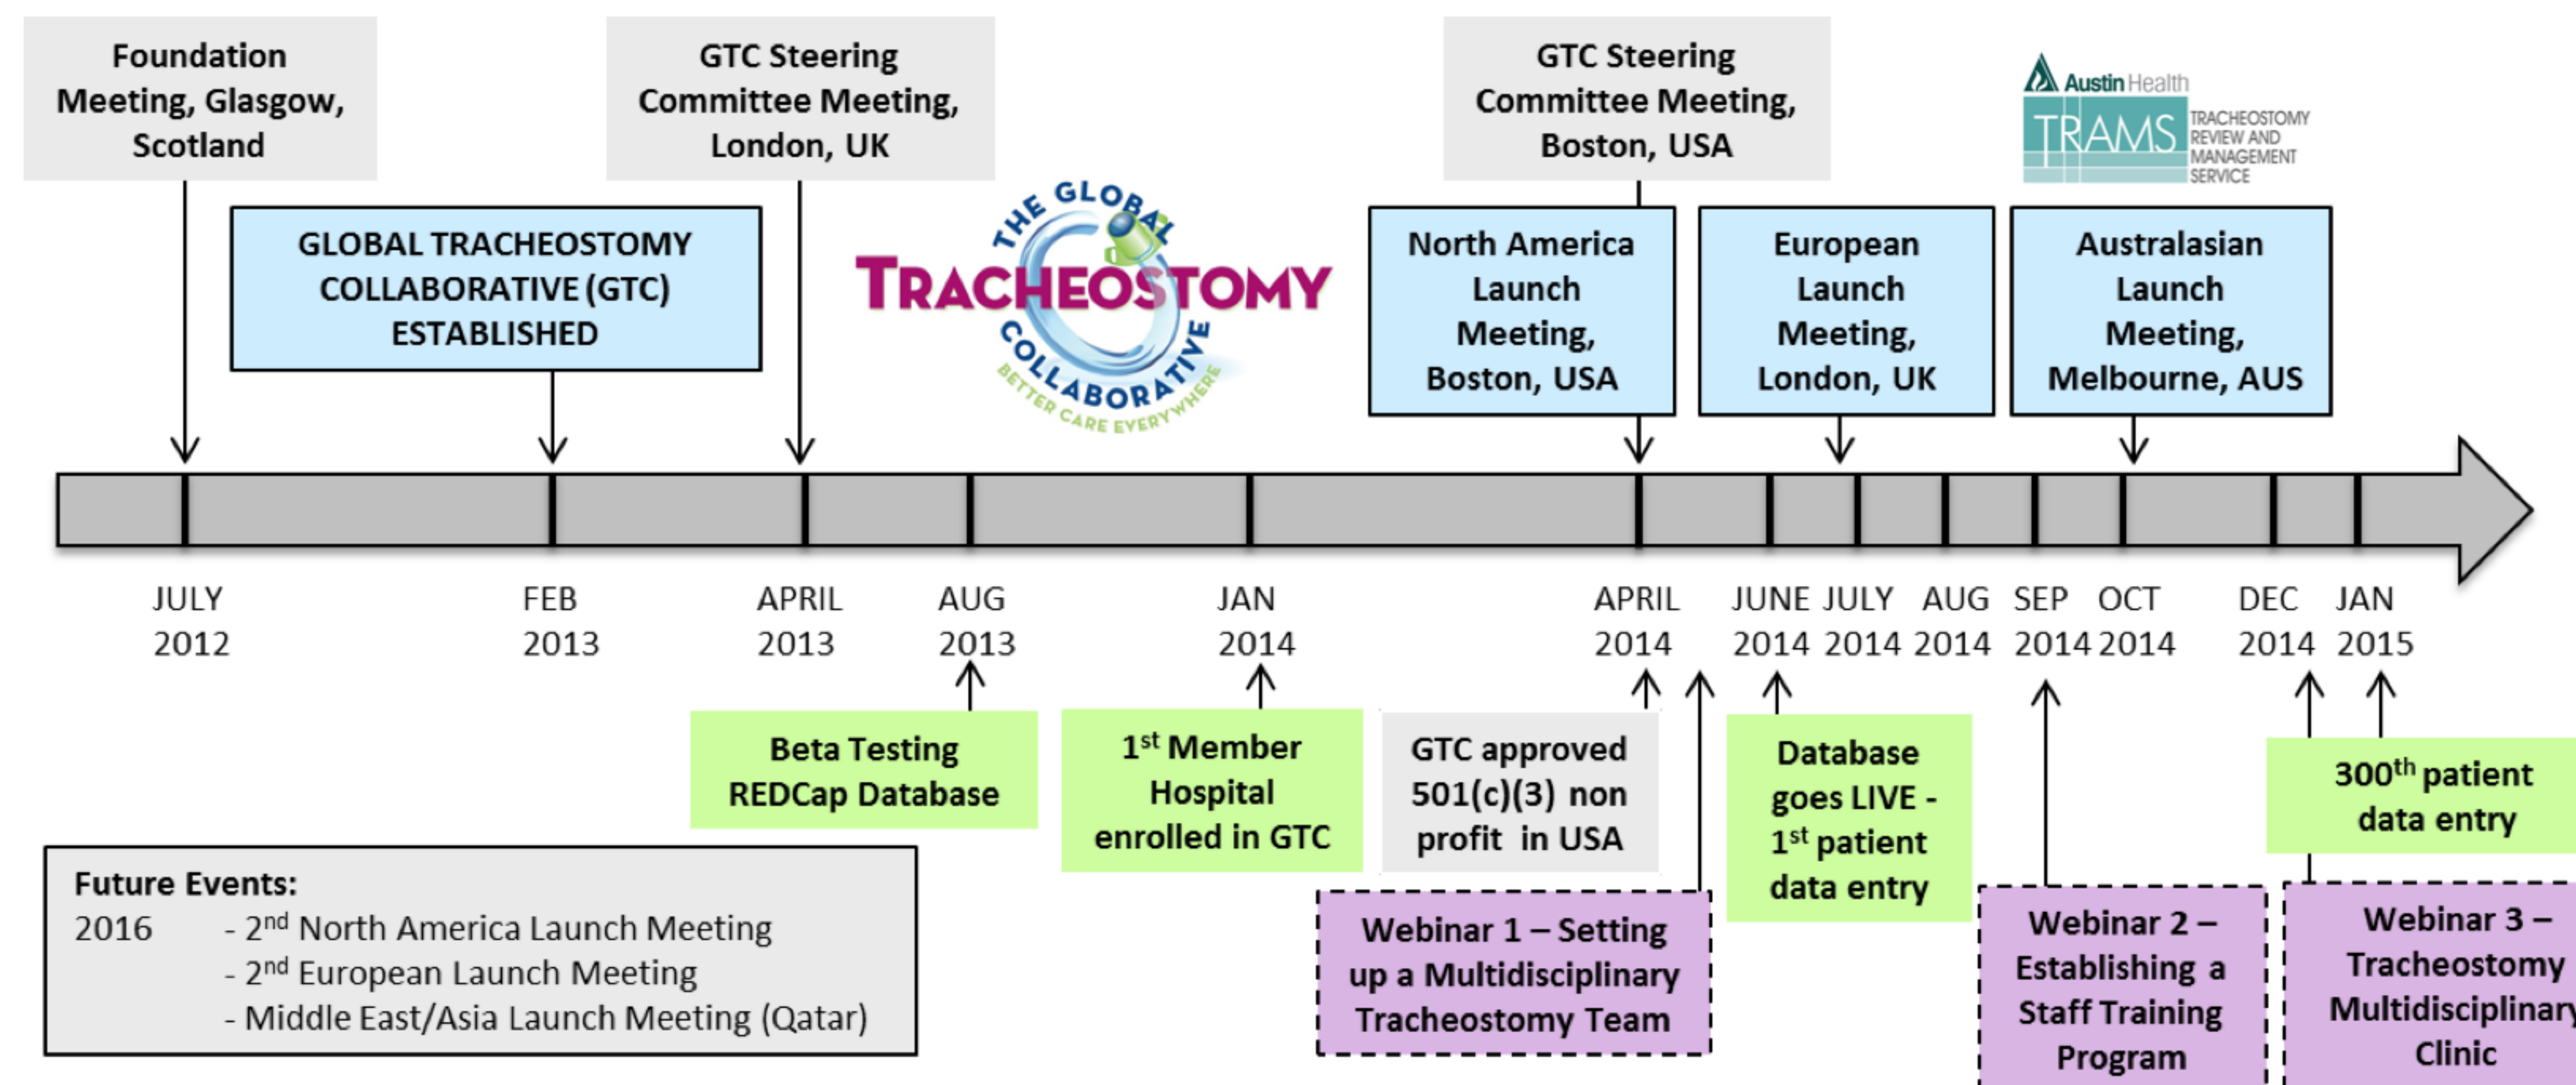 Foundation
Meeting, Glasgow,
Scotland
GTC Steering
Committee Meeting,
London, UK
GTC Steering
Committee Meeting,
Boston, USA
Austin Health
TRAMS
TRACHEOSTOMY
REVIEW AND
MANAGEMENT
SERVICE
GLOBAL TRACHEOSTOMY
COLLABORATIVE (GTC)
ESTABLISHED
THE GLOBAL
TRACHEOSTOMY
COLLABORATIVE
BETTER CARE EVERYWHERE
North America
Launch
Meeting,
Boston, USA
European
Launch
Meeting,
London, UK
Australasian
Launch
Meeting,
Melbourne, AUS
JULY
2012
FEB
2013
APRIL
2013
AUG
2013
JAN
2014
APRIL
2014
JUNE
2014
JULY
2014
AUG
2014
SEP
2014
OCT
2014
DEC
2014
JAN
2015
Beta Testing
REDCap Database
1st Member
Hospital
enrolled in GTC
GTC approved
501(c)(3) non
profit in USA
Database
goes LIVE -
1st patient
data entry
300th patient
data entry
Future Events:
2016 - 2nd North America Launch Meeting
- 2nd European Launch Meeting
- Middle East/Asia Launch Meeting (Qatar)
Webinar 1 – Setting
up a Multidisciplinary
Tracheostomy Team
Webinar 2 –
Establishing a
Staff Training
Program
Webinar 3 –
Tracheostomy
Multidisciplinary
Clinic